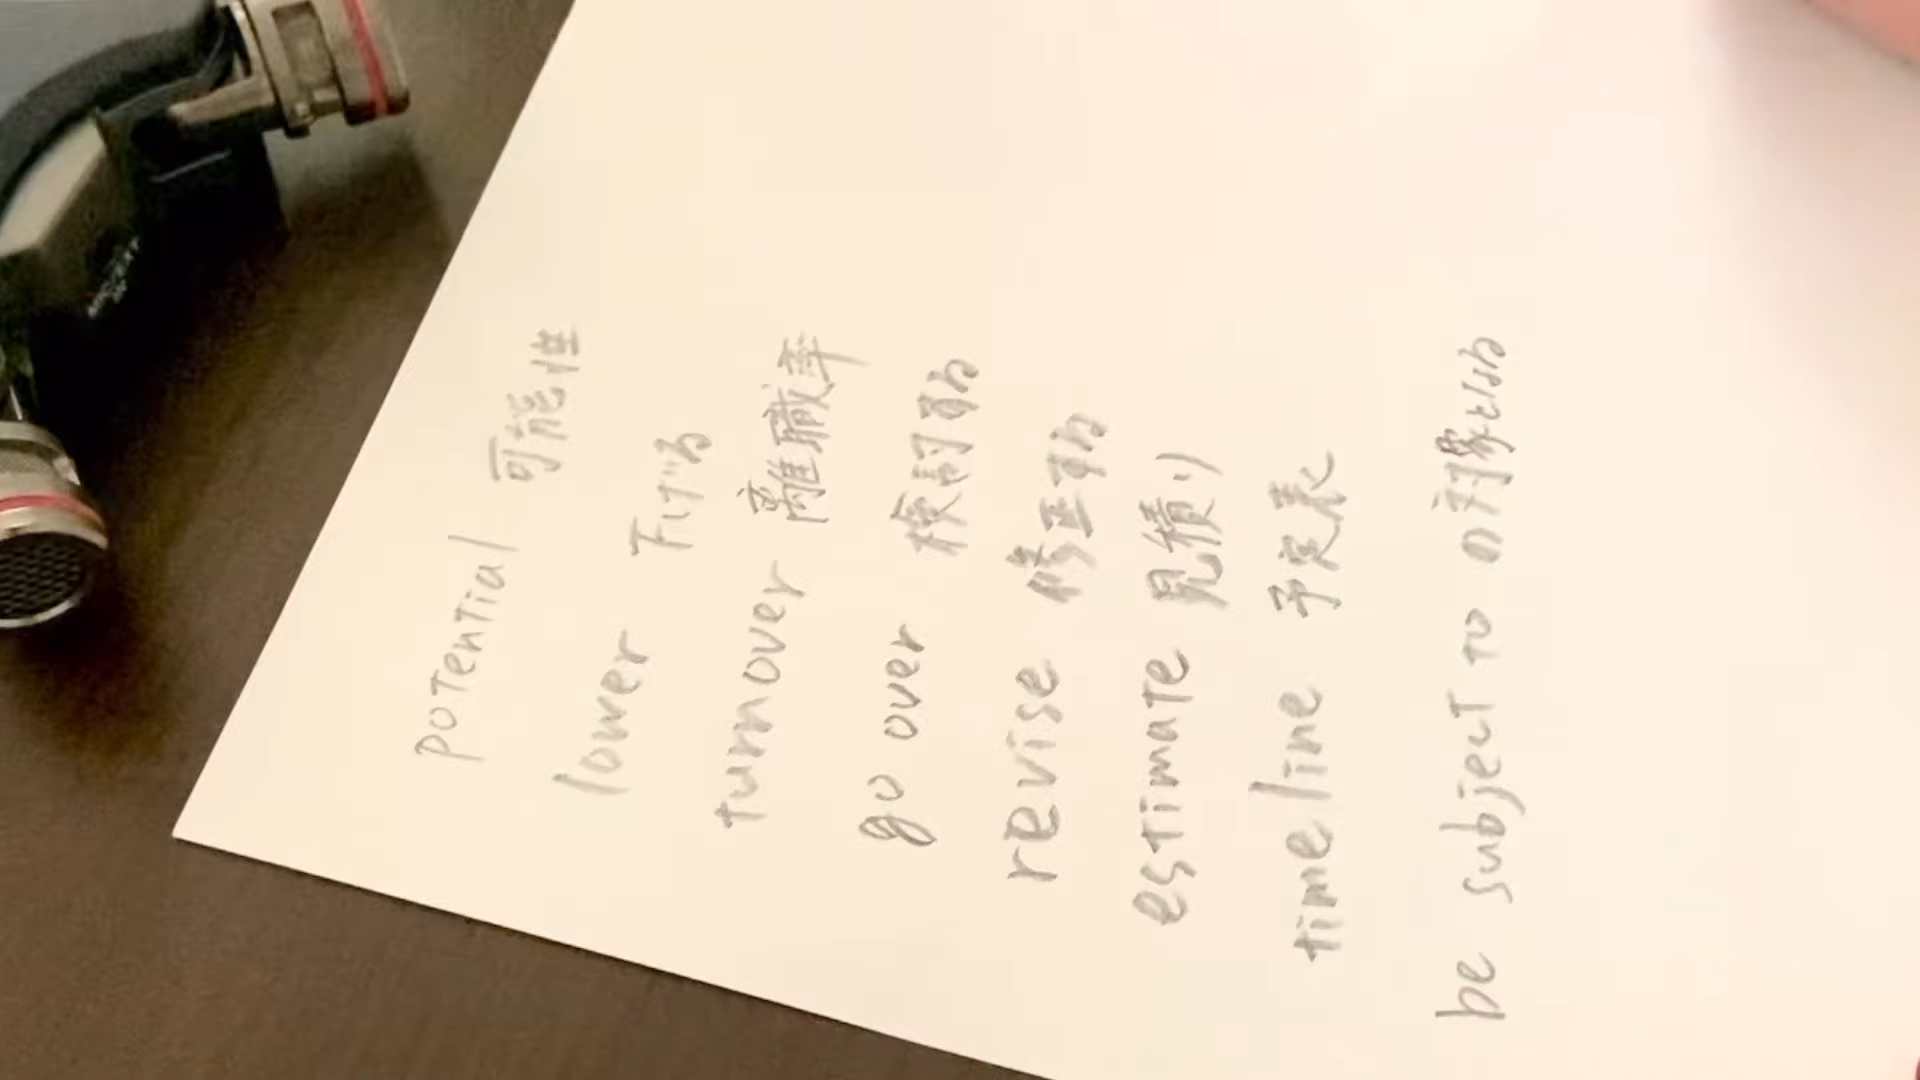 potential 可能性
lower 下げる
turnover 離職率
go over 検討する
revise 修正する
estimate 見積り
timeline 予定表
be subject to の対象となる